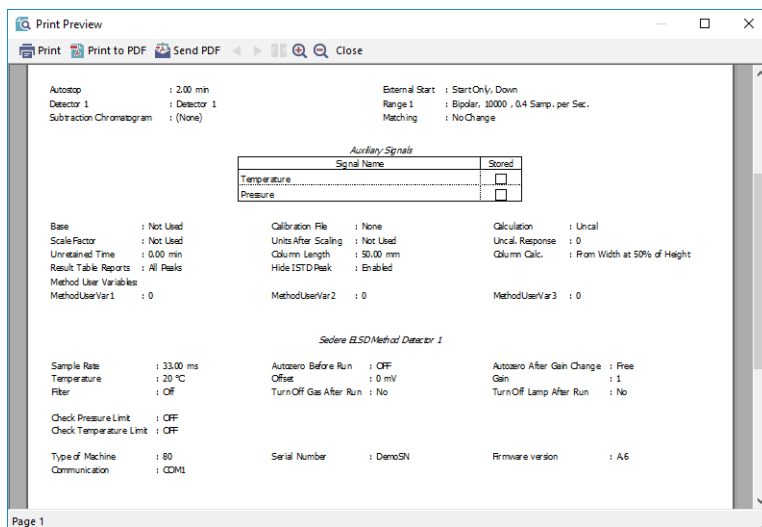 Print Preview
Print Print to PDF Send PDF Close
Autostop : 2.00 min External Start : Start Only, Down
Detector 1 : Detector 1 Range 1 : Bipolar, 10000 , 0.4 Samp. per Sec.
Subtraction Chromatogram : (None) Matching : No Change
Auxiliary Signals
Signal Name Stored
Temperature
Pressure
Base : Not Used Calibration File : None Calculation : Uncal
Scale Factor : Not Used Units After Scaling : Not Used Uncal. Response : 0
Unretained Time : 0.00 min Column Length : 50.00 mm Column Calc. : From Width at 50% of Height
Result Table Reports : All Peaks Hide ISTD Peak : Enabled
Method User Variables:
MethodUserVar1 : 0 MethodUserVar2 : 0 MethodUserVar3 : 0
Sedere ELSD Method Detector 1
Sample Rate : 33.00 ms Autozero Before Run : OFF Autozero After Gain Change : Free
Temperature : 20 °C Offset : 0 mV Gain : 1
Filter : Off Turn Off Gas After Run : No Turn Off Lamp After Run : No
Check Pressure Limit : OFF
Check Temperature Limit : OFF
Type of Machine : 80 Serial Number : DemoSN Firmware version : A6
Communication : COM1
Page 1